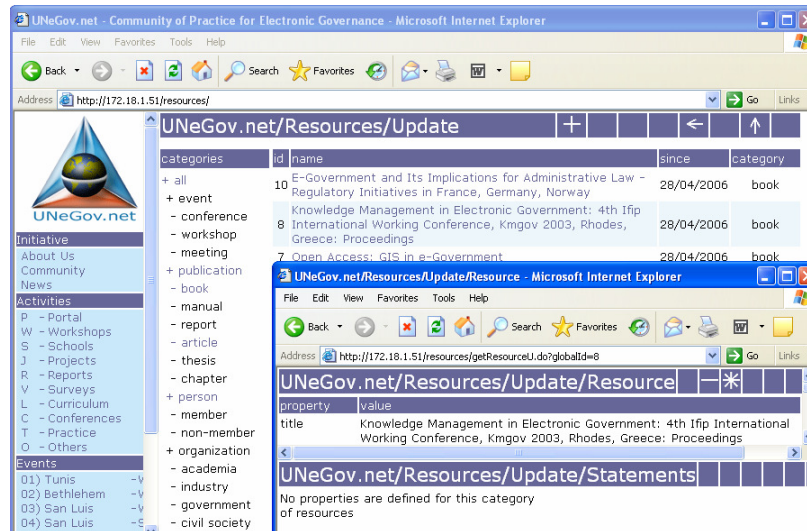 UNeGov.net - Community of Practice for Electronic Governance - Microsoft Internet Explorer
File Edit View Favorites Tools Help
Back Search Favorites
Address http://172.18.1.51/resources/ Go Links
UNeGov.net
Initiative
About Us
Community
News
Activities
P - Portal
W - Workshops
S - Schools
J - Projects
R - Reports
V - Surveys
L - Curriculum
C - Conferences
T - Practice
O - Others
Events
01) Tunis -W
02) Bethlehem -W
03) San Luis -W
04) San Luis -S
UNeGov.net/Resources/Update + ← ↑
categories
+ all
+ event
- conference
- workshop
- meeting
+ publication
- book
- manual
- report
- article
- thesis
- chapter
+ person
- member
- non-member
+ organization
- academia
- industry
- government
- civil society
id name since category
10 E-Government and Its Implications for Administrative Law -
Regulatory Initiatives in France, Germany, Norway 28/04/2006 book
Knowledge Management in Electronic Government: 4th Ifip
8 International Working Conference, Kmgov 2003, Rhodes, 28/04/2006 book
Greece: Proceedings
7 Open Access: GIS in e-Government 28/04/2006 book
UNeGov.net/Resources/Update/Resource - Microsoft Internet Explorer
File Edit View Favorites Tools Help
Back Search Favorites
Address http://172.18.1.51/resources/getResourceU.do?globalId=8 Go Links
UNeGov.net/Resources/Update/Resource
property value
title Knowledge Management in Electronic Government: 4th Ifip International
Working Conference, Kmgov 2003, Rhodes, Greece: Proceedings
UNeGov.net/Resources/Update/Statements
No properties are defined for this category
of resources